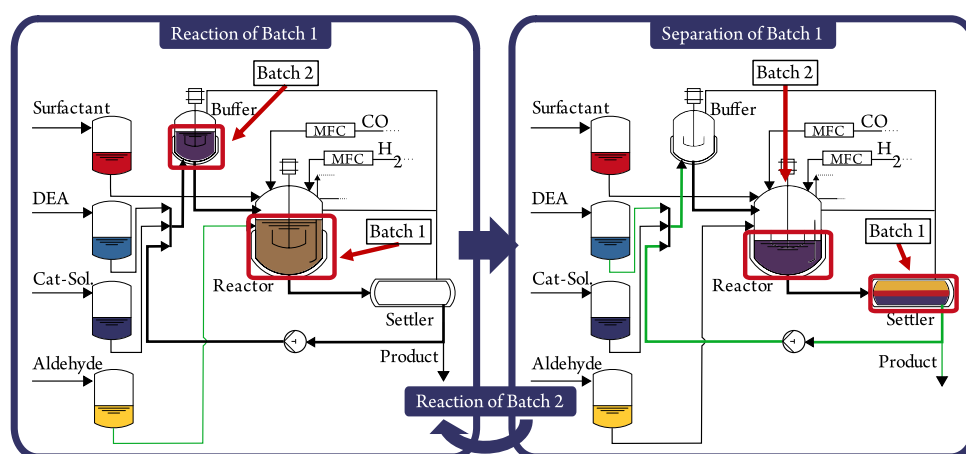 Reaction of Batch 1
Batch 2
Surfactant
Buffer
CO
MFC
H
2
MFC
DEA
Batch 1
Cat-Sol.
Reactor
Settler
Product
Aldehyde
Separation of Batch 1
Batch 2
Surfactant
Buffer
CO
MFC
H
2
MFC
DEA
Batch 1
Cat-Sol.
Reactor
Settler
Product
Aldehyde
Reaction of Batch 2